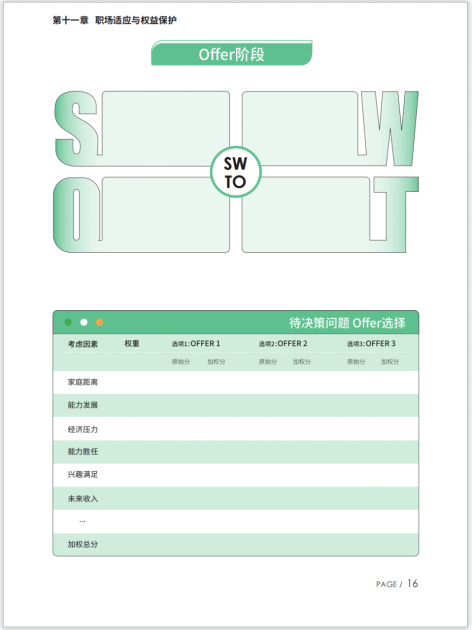 第十一章 职场适应与权益保护
Offer阶段
S W
SW
TO
O T
待决策问题 Offer选择
考虑因素 权重 选项1:OFFER 1 选项2:OFFER 2 选项3:OFFER 3
原始分 加权分 原始分 加权分 原始分 加权分
家庭距离
能力发展
经济压力
能力胜任
兴趣满足
未来收入
...
加权总分
PAGE / 16